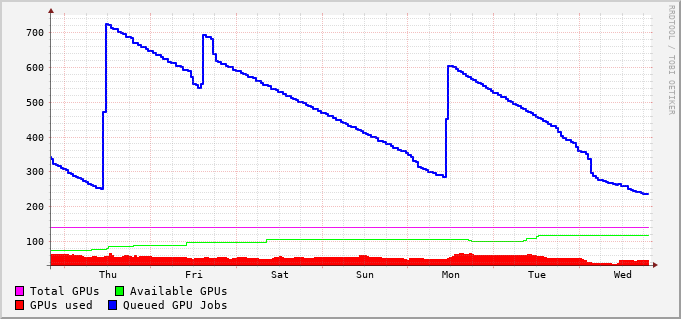 700
600
500
400
300
200
100
Thu Fri Sat Sun Mon Tue Wed
Total GPUs Available GPUs
GPUs used Queued GPU Jobs
RRDTOOL / TOBI OETIKER